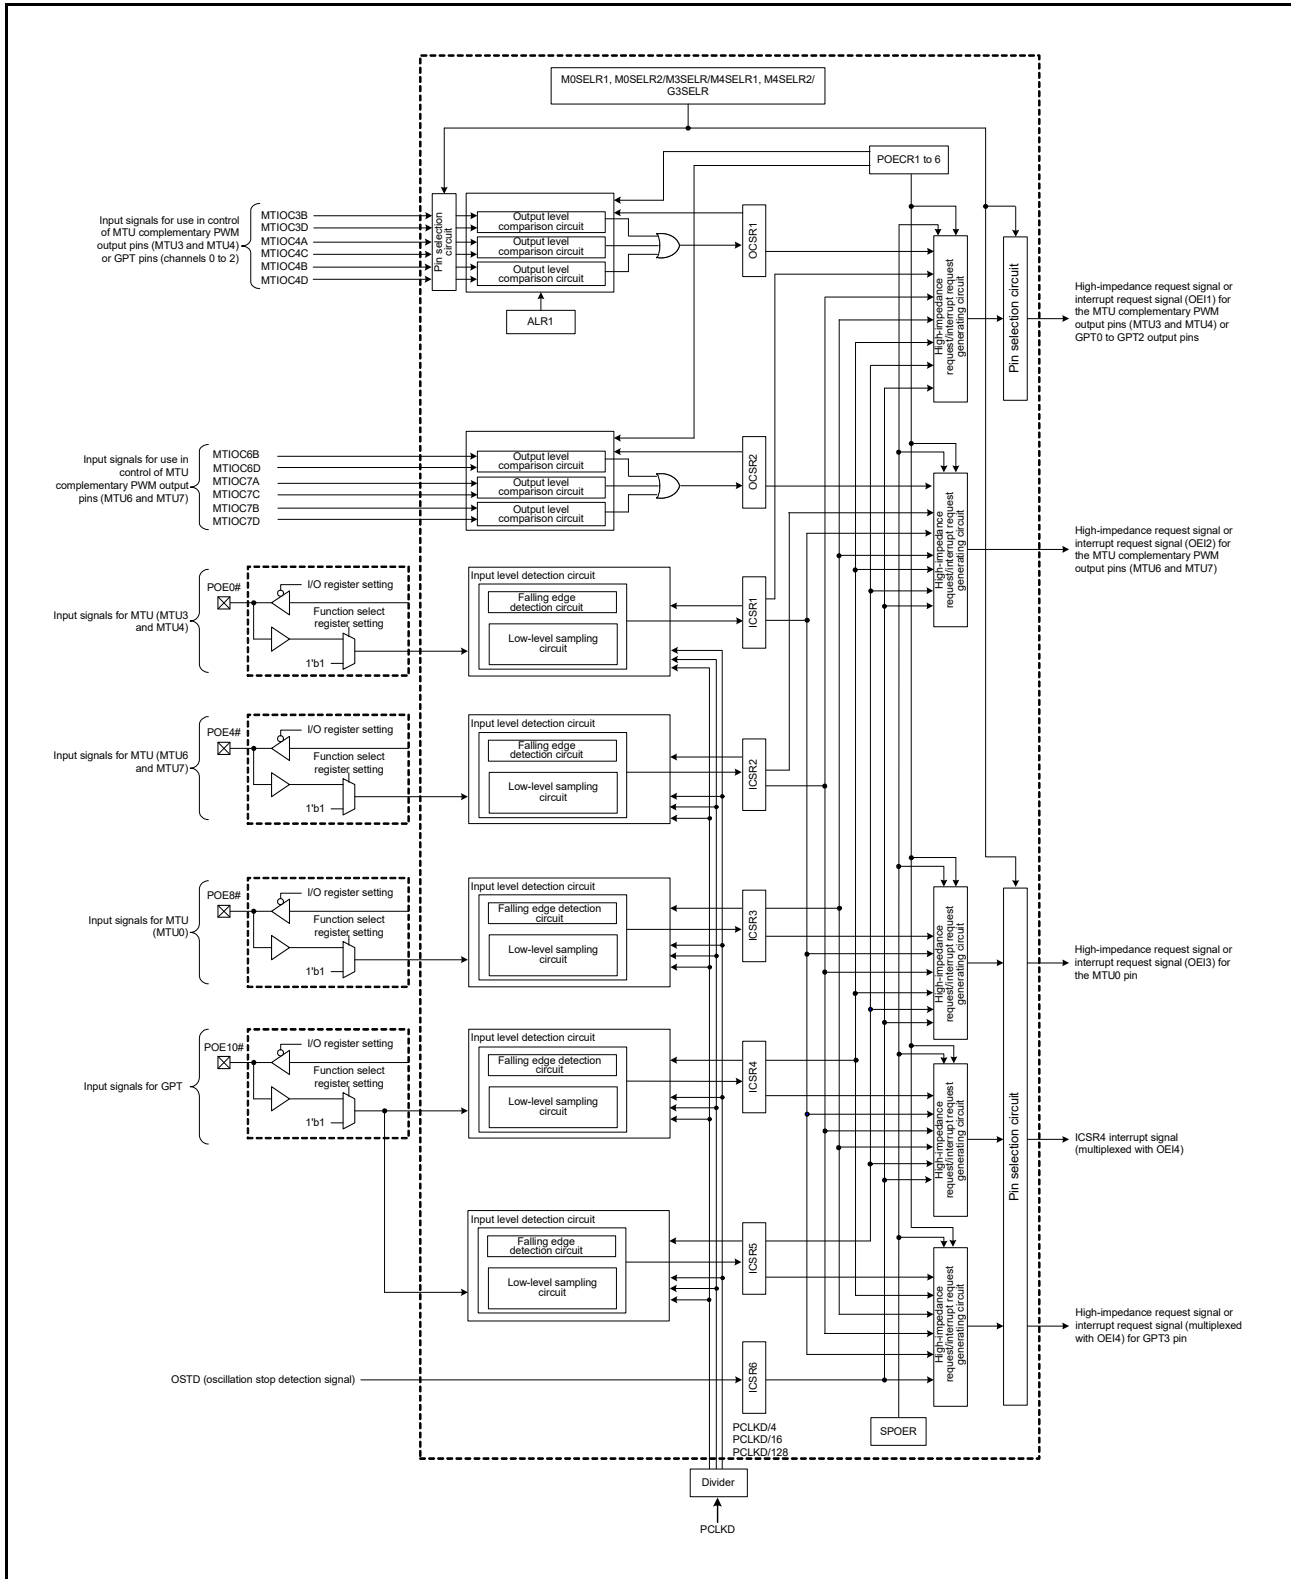 M0SELR1, M0SELR2/M3SELR/M4SELR1, M4SELR2/
G3SELR
POECR1 to 6
Input signals for use in control
of MTU complementary PWM
output pins (MTU3 and MTU4)
or GPT pins (channels 0 to 2)
MTIOC3B
MTIOC3D
MTIOC4A
MTIOC4C
MTIOC4B
MTIOC4D
Pin selection
circuit
Output level
comparison circuit
Output level
comparison circuit
Output level
comparison circuit
ALR1
OCSR1
High-impedance
request/interrupt request
generating circuit
Pin selection circuit
High-impedance request signal or
interrupt request signal (OEI1) for
the MTU complementary PWM
output pins (MTU3 and MTU4) or
GPT0 to GPT2 output pins
Input signals for use in
control of MTU
complementary PWM output
pins (MTU6 and MTU7)
MTIOC6B
MTIOC6D
MTIOC7A
MTIOC7C
MTIOC7B
MTIOC7D
Output level
comparison circuit
Output level
comparison circuit
Output level
comparison circuit
OCSR2
High-impedance
request/interrupt request
generating circuit
High-impedance request signal or
interrupt request signal (OEI2) for
the MTU complementary PWM
output pins (MTU6 and MTU7)
Input signals for MTU (MTU3
and MTU4)
POE0#
I/O register setting
Function select
register setting
1'b1
Input level detection circuit
Falling edge
detection circuit
Low-level sampling
circuit
ICSR1
Input signals for MTU (MTU6
and MTU7)
POE4#
I/O register setting
Function select
register setting
1'b1
Input level detection circuit
Falling edge
detection circuit
Low-level sampling
circuit
ICSR2
Input signals for MTU
(MTU0)
POE8#
I/O register setting
Function select
register setting
1'b1
Input level detection circuit
Falling edge detection
circuit
Low-level sampling
circuit
ICSR3
High-impedance
request/interrupt request
generating circuit
Pin selection circuit
High-impedance request signal or
interrupt request signal (OEI3) for
the MTU0 pin
Input signals for GPT
POE10#
I/O register setting
Function select
register setting
1'b1
Input level detection circuit
Falling edge detection
circuit
Low-level sampling
circuit
ICSR4
High-impedance
request/interrupt request
generating circuit
ICSR4 interrupt signal
(multiplexed with OEI4)
Input level detection circuit
Falling edge
detection circuit
Low-level sampling
circuit
ICSR5
High-impedance
request/interrupt request
generating circuit
High-impedance request signal or
interrupt request signal (multiplexed
with OEI4) for GPT3 pin
OSTD (oscillation stop detection signal)
ICSR6
SPOER
PCLKD/4
PCLKD/16
PCLKD/128
Divider
PCLKD